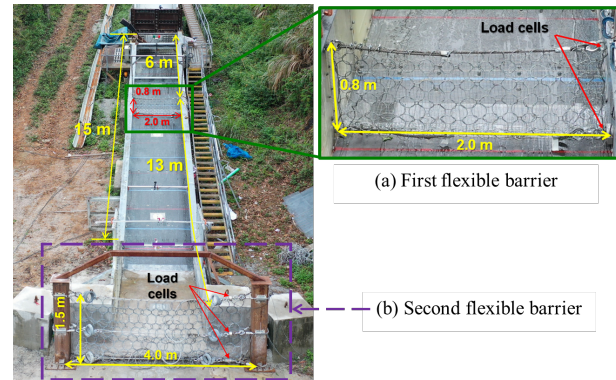 6 m
0.8 m
2.0 m
15 m
13 m
Load
cells
1.5 m
4.0 m
Load cells
0.8 m
2.0 m
(a) First flexible barrier
(b) Second flexible barrier